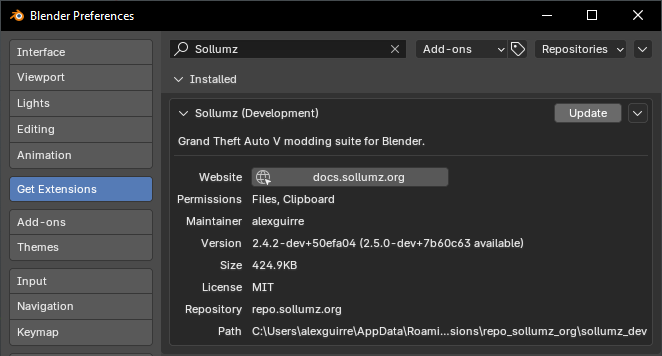 Blender Preferences
Interface
Viewport
Lights
Editing
Animation
Get Extensions
Add-ons
Themes
Input
Navigation
Keymap
Sollumz
Add-ons
Repositories
Installed
Sollumz (Development)
Update
Grand Theft Auto V modding suite for Blender.
Website docs.sollumz.org
Permissions Files, Clipboard
Maintainer alexguirre
Version 2.4.2-dev+50efa04 (2.5.0-dev+7b60c63 available)
Size 424.9KB
License MIT
Repository repo.sollumz.org
Path C:\Users\alexguirre\AppData\Roami...sions\repo_sollumz_org\sollumz_dev